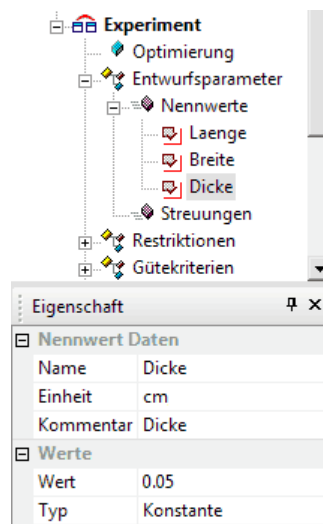 Experiment
Optimierung
Entwurfsparameter
Nennwerte
Laenge
Breite
Dicke
Streuungen
Restriktionen
Gütekriterien
Eigenschaft
Nennwert Daten
Name Dicke
Einheit cm
Kommentar Dicke
Werte
Wert 0.05
Typ Konstante